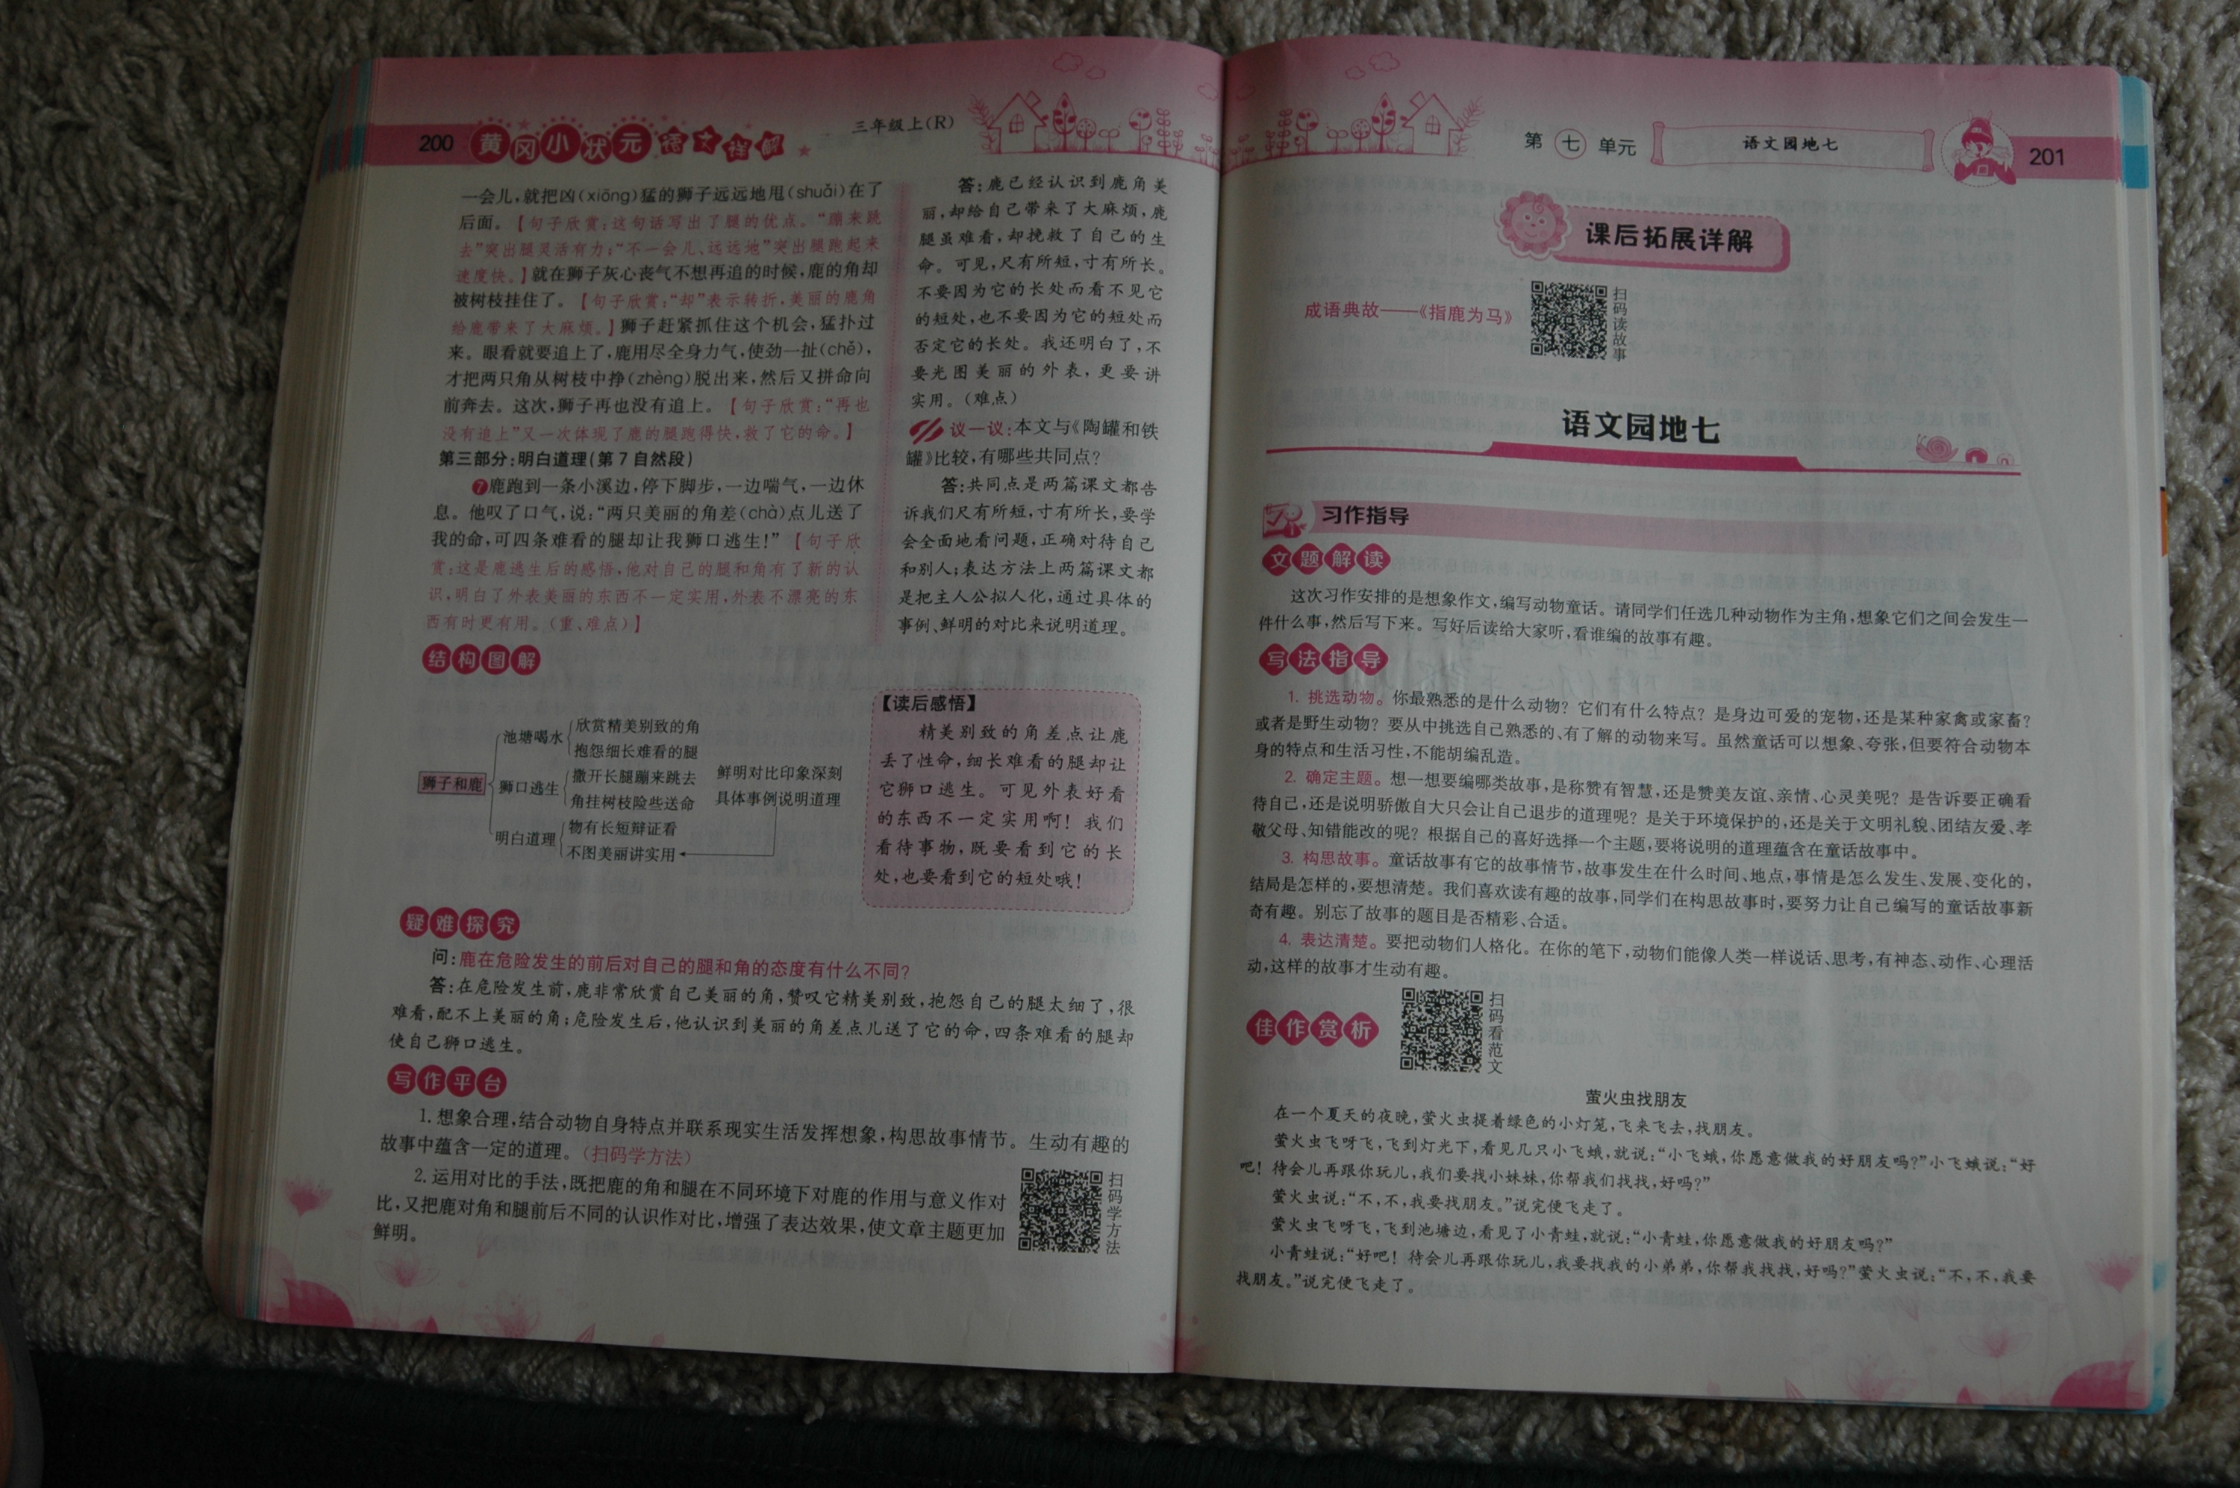 200 黄冈小状元 语文详解 三年级上(R)
一会儿,就把凶(xiōng)猛的狮子远远地甩(shuǎi)在了
后面。【句子欣赏:这句话写出了腿的优点。“蹦来跳
去”突出腿灵活有力;“不一会儿、远远地”突出腿跑起来
速度快。】就在狮子灰心丧气不想再追的时候,鹿的角却
被树枝挂住了,【句子欣赏:“却”表示转折,美丽的鹿角
给鹿带来了大麻烦。】狮子赶紧抓住这个机会,猛扑过
来。眼看就要追上了,鹿用尽全身力气,使劲一扯(chě),
才把两只角从树枝中挣(zhèng)脱出来,然后又拼命向
前奔去。这次,狮子再也没有追上。【句子欣赏:“再也
没有追上”又一次体现了鹿的腿跑得快,救了它的命。】
第三部分:明白道理(第7自然段)
❼鹿跑到一条小溪边,停下脚步,一边喘气,一边休
息。他叹了口气,说:“两只美丽的角差(chà)点儿送了
我的命,可四条难看的腿却让我狮口逃生!”【句子欣
赏:这是鹿逃生后的感悟,他对自己的腿和角有了新的认
识,明白了外表美丽的东西不一定实用,外表不漂亮的东
西有时更有用。(重、难点)】
答:鹿已经认识到鹿角美
丽,却给自己带来了大麻烦,鹿
腿虽难看,却挽救了自己的生
命。可见,尺有所短,寸有所长。
不要因为它的长处而看不见它
的短处,也不要因为它的短处而
否定它的长处。我还明白了,不
要光图美丽的外表,更要讲
实用。(难点)
议一议:本文与《陶罐和铁
罐》比较,有哪些共同点?
答:共同点是两篇课文都告
诉我们尺有所短,寸有所长,要学
会全面地看问题,正确对待自己
和别人;表达方法上两篇课文都
是把主人公拟人化,通过具体的
事例、鲜明的对比来说明道理。
结构图解
狮子和鹿
池塘喝水
欣赏精美别致的角
抱怨细长难看的腿
狮口逃生
撒开长腿蹦来跳去
角挂树枝险些送命
明白道理
物有长短辩证看
不图美丽讲实用
鲜明对比印象深刻
具体事例说明道理
【读后感悟】
精美别致的角差点让鹿
丢了性命,细长难看的腿却让
它狮口逃生。可见外表好看
的东西不一定实用啊!我们
看待事物,既要看到它的长
处,也要看到它的短处哦!
疑难探究
问:鹿在危险发生的前后对自己的腿和角的态度有什么不同?
答:在危险发生前,鹿非常欣赏自己美丽的角,赞叹它精美别致,抱怨自己的腿太细了,很
难看,配不上美丽的角;危险发生后,他认识到美丽的角差点儿送了它的命,四条难看的腿却
使自己狮口逃生。
写作平台
1. 想象合理,结合动物自身特点并联系现实生活发挥想象,构思故事情节。生动有趣的
故事中蕴含一定的道理。(扫码学方法)
2. 运用对比的手法,既把鹿的角和腿在不同环境下对鹿的作用与意义作对
比,又把鹿对角和腿前后不同的认识作对比,增强了表达效果,使文章主题更加
鲜明。
扫码学方法
第七单元 语文园地七 201
课后拓展详解
成语典故——《指鹿为马》
扫码读故事
语文园地七
习作指导
文题解读
这次习作安排的是想象作文,编写动物童话。请同学们任选几种动物作为主角,想象它们之间会发生一
件什么事,然后写下来。写好后读给大家听,看谁编的故事有趣。
写法指导
1. 挑选动物。你最熟悉的是什么动物?它们有什么特点?是身边可爱的宠物,还是某种家禽或家畜?
或者是野生动物?要从中挑选自己熟悉的、有了解的动物来写。虽然童话可以想象、夸张,但要符合动物本
身的特点和生活习性,不能胡编乱造。
2. 确定主题。想一想要编哪类故事,是称赞有智慧,还是赞美友谊、亲情、心灵美呢?是告诉要正确看
待自己,还是说明骄傲自大只会让自己退步的道理呢?是关于环境保护的,还是关于文明礼貌、团结友爱、孝
敬父母、知错能改的呢?根据自己的喜好选择一个主题,要将说明的道理蕴含在童话故事中。
3. 构思故事。童话故事有它的故事情节,故事发生在什么时间、地点,事情是怎么发生、发展、变化的,
结局是怎样的,要想清楚。我们喜欢读有趣的故事,同学们在构思故事时,要努力让自己编写的童话故事新
奇有趣。别忘了故事的题目是否精彩、合适。
4. 表达清楚。要把动物们人格化。在你的笔下,动物们能像人类一样说话、思考,有神态、动作、心理活
动,这样的故事才生动有趣。
佳作赏析
扫码看范文
萤火虫找朋友
在一个夏天的夜晚,萤火虫提着绿色的小灯笼,飞来飞去,找朋友。
萤火虫飞呀飞,飞到灯光下,看见几只小飞蛾,就说:“小飞蛾,你愿意做我的好朋友吗?”小飞蛾说:“好
吧!待会儿再跟你玩儿,我们要找小妹妹,你帮我们找找,好吗?”
萤火虫说:“不,不,我要找朋友。”说完便飞走了。
萤火虫飞呀飞,飞到池塘边,看见了小青蛙,就说:“小青蛙,你愿意做我的好朋友吗?”
小青蛙说:“好吧!待会儿再跟你玩儿,我要找我的小弟弟,你帮我找找,好吗?”萤火虫说:“不,不,我要
找朋友。”说完便飞走了。